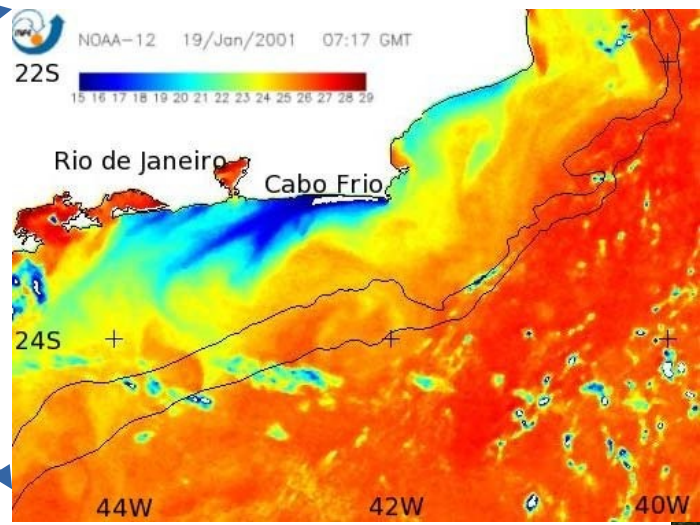 NOAA-12 19/Jan/2001 07:17 GMT
22S
15 16 17 18 19 20 21 22 23 24 25 26 27 28 29
Rio de Janeiro
Cabo Frio
24S
44W 42W 40W